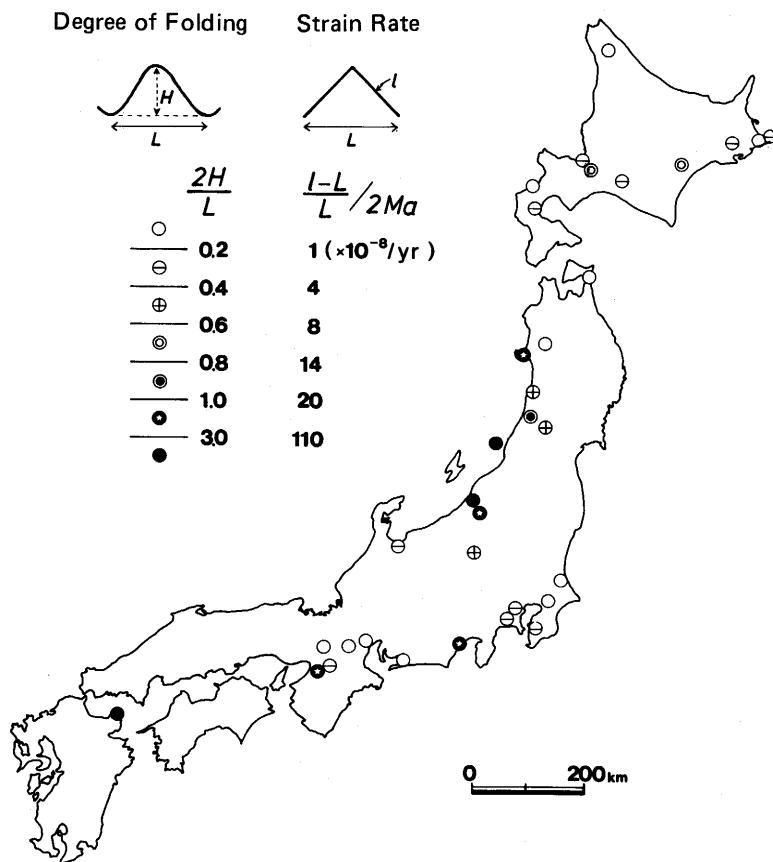 Degree of Folding Strain Rate
H l
L L
2H/L l-L/L /2Ma
0.2 1 (×10⁻⁸/yr)
0.4 4
0.6 8
0.8 14
1.0 20
3.0 110
0 200km